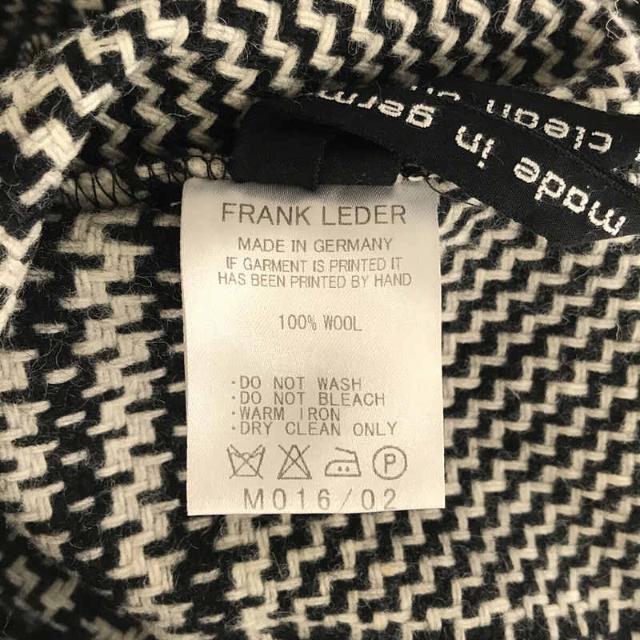 made in germ
clean
FRANK LEDER
MADE IN GERMANY
IF GARMENT IS PRINTED IT
HAS BEEN PRINTED BY HAND
100% WOOL
·DO NOT WASH
·DO NOT BLEACH
·WARM IRON
·DRY CLEAN ONLY
P
M016/02